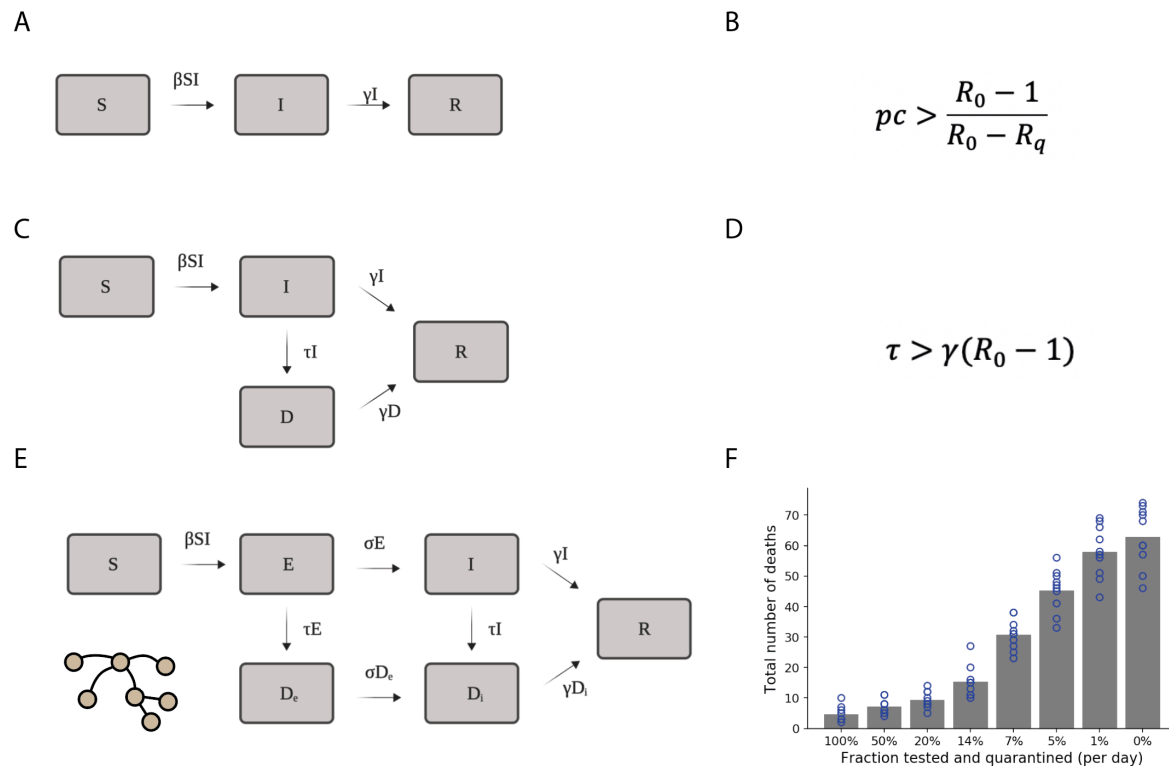 A
S
βSI
I
γI
R
B
pc > (R₀ − 1) / (R₀ − R_q)
C
S
βSI
I
γI
τI
R
D
γD
D
τ > γ(R₀ − 1)
E
S
βSI
E
σE
I
γI
τE
τI
R
Dₑ
σDₑ
Dᵢ
γDᵢ
F
Total number of deaths
70
60
50
40
30
20
10
0
100% 50% 20% 14% 7% 5% 1% 0%
Fraction tested and quarantined (per day)